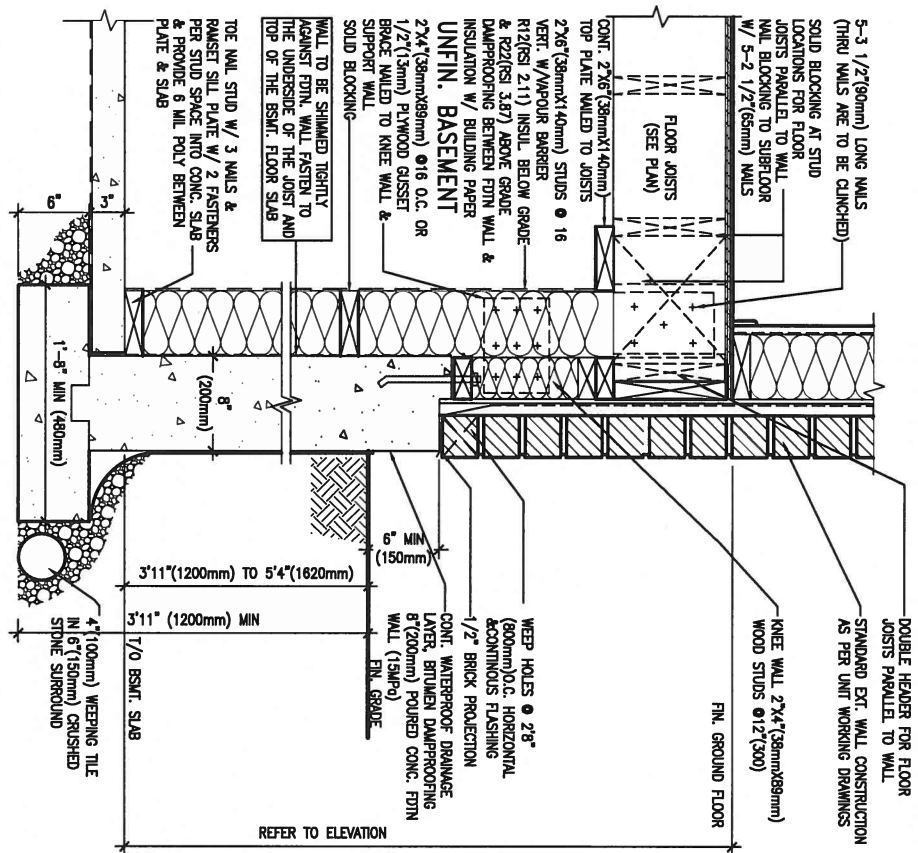 5-3 1/2"(90mm) LONG NAILS
(THRU NAILS ARE TO BE CLINCHED)
SOLID BLOCKING AT STUD
LOCATIONS FOR FLOOR
JOISTS PARALLEL TO WALL
NAIL BLOCKING TO SUBFLOOR
W/ 5-2 1/2"(65mm) NAILS
FLOOR JOISTS
(SEE PLAN)
CONT. 2"X6"(38mmX140mm)
TOP PLATE NAILED TO JOISTS
2"X6"(38mmX140mm) STUDS @ 16
VERT. W/VAPOUR BARRIER
R12(RSI 2.11) INSUL BELOW GRADE
& R22(RSI 3.87) ABOVE GRADE
DAMPROOFING BETWEEN FDTN WALL &
INSULATION W/ BUILDING PAPER
UNFIN. BASEMENT
2"X4"(38mmX89mm) @16 O.C. OR
1/2"(13mm) PLYWOOD GUSSET
BRACE NAILED TO KNEE WALL &
SUPPORT WALL
SOLID BLOCKING
WALL TO BE SHIMMED TIGHTLY
AGAINST FDTN. WALL FASTEN TO
THE UNDERSIDE OF THE JOIST AND
TOP OF THE BSMT. FLOOR SLAB
TOE NAIL STUD W/ 3 NAILS &
RAMSET SILL PLATE W/ 2 FASTENERS
PER STUD SPACE INTO CONC. SLAB
& PROVIDE 6 MIL POLY BETWEEN
PLATE & SLAB
6"
3"
1'-8" MIN (480mm)
8"
(200mm)
6" MIN
(150mm)
3'11"(1200mm) TO 5'4"(1620mm)
3'11" (1200mm) MIN
REFER TO ELEVATION
DOUBLE HEADER FOR FLOOR
JOISTS PARALLEL TO WALL
STANDARD EXT. WALL CONSTRUCTION
AS PER UNIT WORKING DRAWINGS
KNEE WALL 2"X4"(38mmX89mm)
WOOD STUDS @12"(300)
FIN. GROUND FLOOR
WEEP HOLES @ 2'8"
(800mm)O.C. HORIZONTAL
&CONTINOUS FLASHING
1/2" BRICK PROJECTION
CONT. WATERPROOF DRAINAGE
LAYER, BITUMEN DAMPPROOFING
8"(200mm) POURED CONC. FDTN
WALL (15MPa)
FIN. GRADE
T/O BSMT. SLAB
4"(100mm) WEEPING TILE
IN 6"(150mm) CRUSHED
STONE SURROUND